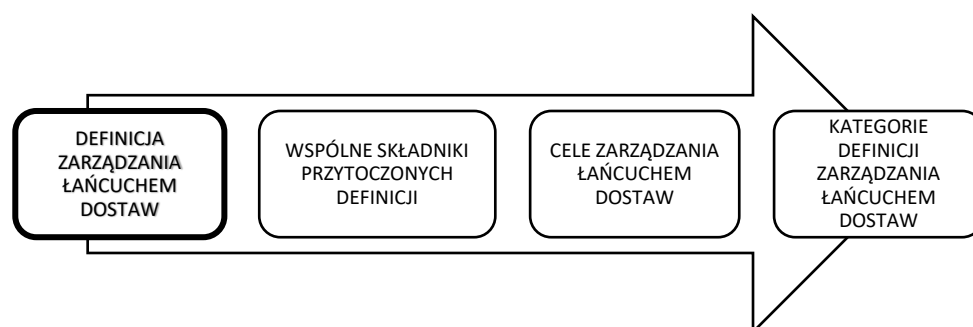 DEFINICJA
ZARZĄDZANIA
ŁAŃCUCHEM
DOSTAW
WSPÓLNE SKŁADNIKI
PRZYTOCZONYCH
DEFINICJI
CELE ZARZĄDZANIA
ŁAŃCUCHEM
DOSTAW
KATEGORIE
DEFINICJI
ZARZĄDZANIA
ŁAŃCUCHEM
DOSTAW